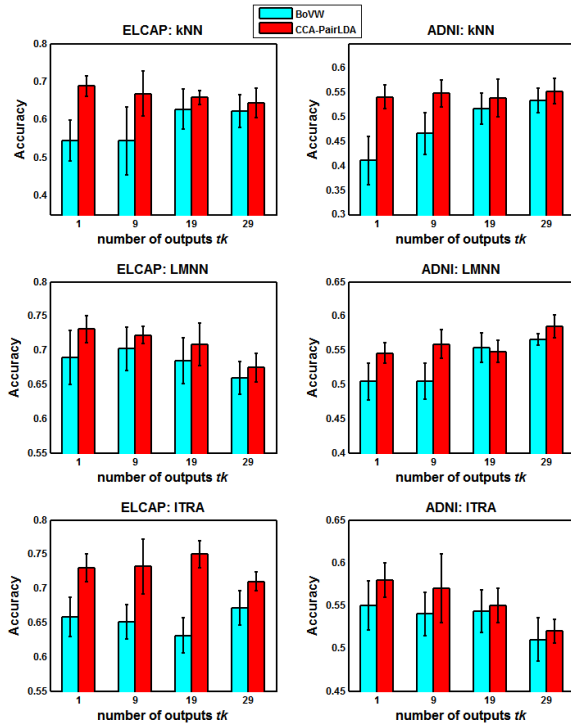 BoVW
CCA-PairLDA
ELCAP: kNN
Accuracy
0.8
0.7
0.6
0.5
0.4
1 9 19 29
number of outputs tk
ADNI: kNN
Accuracy
0.6
0.55
0.5
0.45
0.4
0.35
0.3
1 9 19 29
number of outputs tk
ELCAP: LMNN
Accuracy
0.8
0.75
0.7
0.65
0.6
0.55
1 9 19 29
number of outputs tk
ADNI: LMNN
Accuracy
0.65
0.6
0.55
0.5
0.45
0.4
1 9 19 29
number of outputs tk
ELCAP: ITRA
Accuracy
0.8
0.75
0.7
0.65
0.6
0.55
1 9 19 29
number of outputs tk
ADNI: ITRA
Accuracy
0.65
0.6
0.55
0.5
0.45
1 9 19 29
number of outputs tk